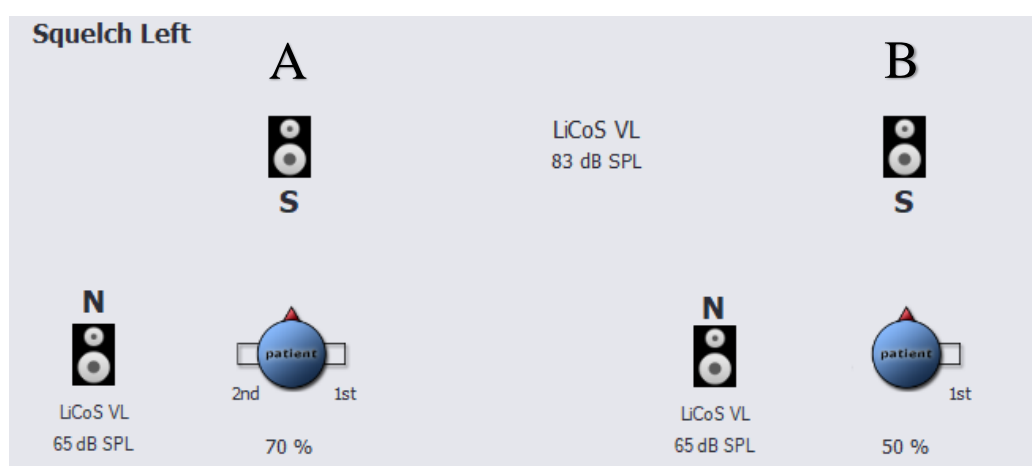 Squelch Left
A
B
LiCoS VL
83 dB SPL
S
S
N
N
patient
patient
2nd
1st
1st
LiCoS VL
LiCoS VL
65 dB SPL
70 %
65 dB SPL
50 %